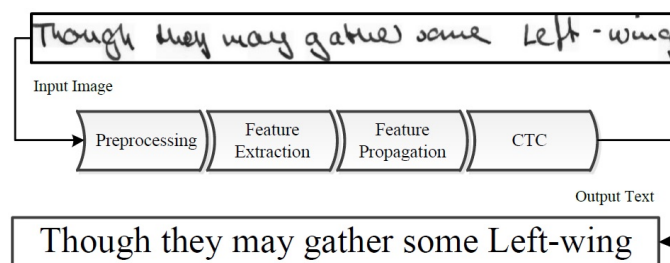 Though they may gather some Left-wing
Input Image
Preprocessing
Feature
Extraction
Feature
Propagation
CTC
Output Text
Though they may gather some Left-wing